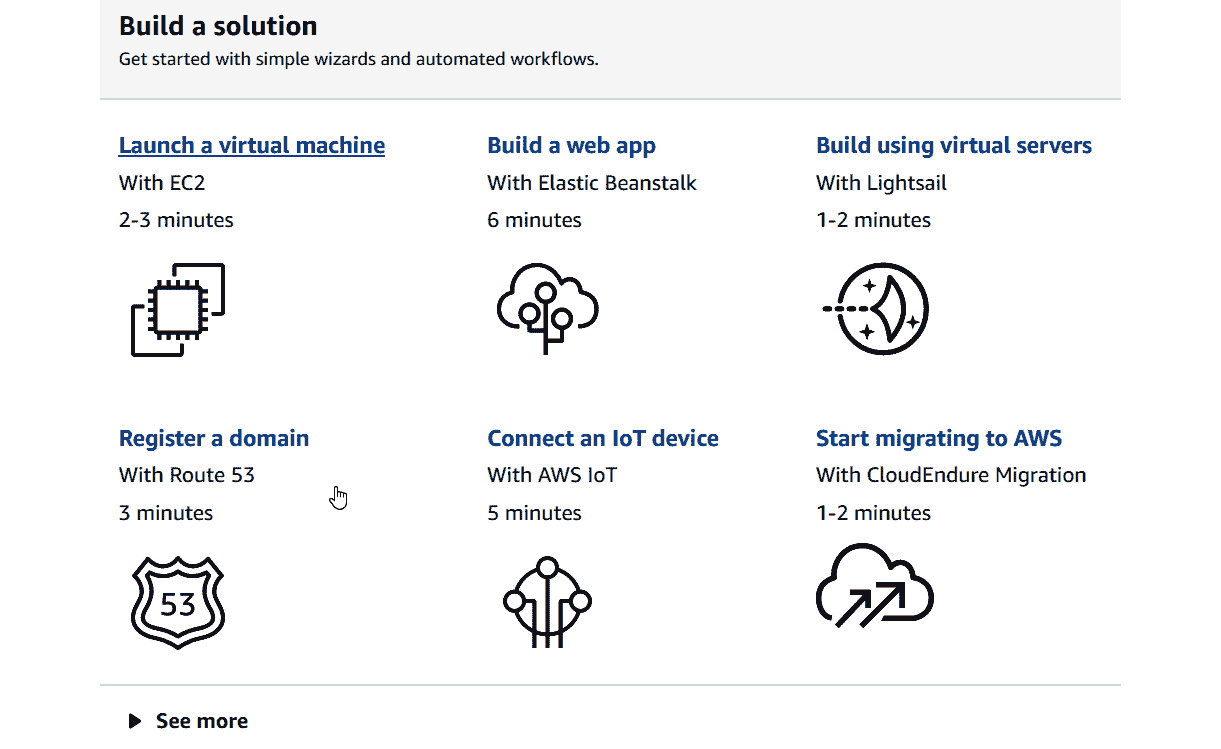 Build a solution
Get started with simple wizards and automated workflows.
Launch a virtual machine
With EC2
2-3 minutes
Build a web app
With Elastic Beanstalk
6 minutes
Build using virtual servers
With Lightsail
1-2 minutes
Register a domain
With Route 53
3 minutes
53
Connect an IoT device
With AWS IoT
5 minutes
Start migrating to AWS
With CloudEndure Migration
1-2 minutes
See more